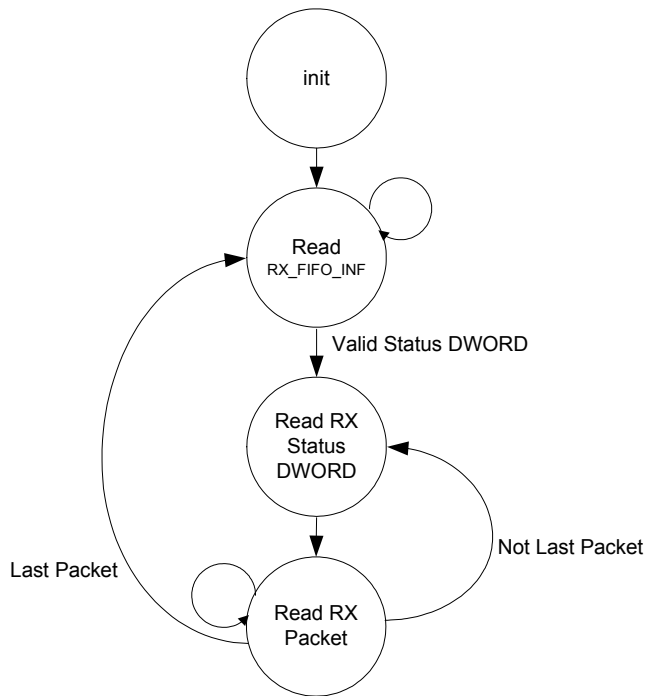 init
Read
RX_FIFO_INF
Valid Status DWORD
Read RX
Status
DWORD
Not Last Packet
Last Packet
Read RX
Packet